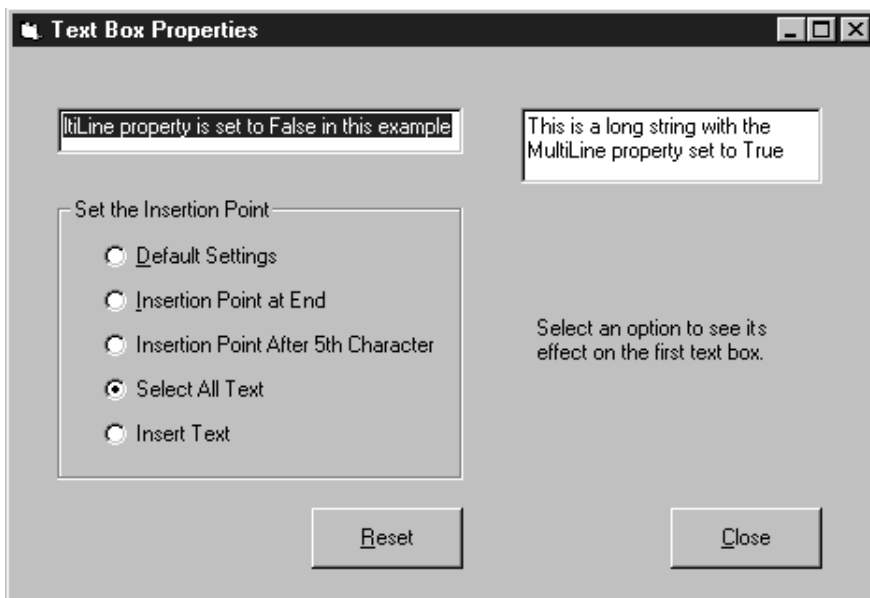 Text Box Properties
ltiLine property is set to False in this example
This is a long string with the
MultiLine property set to True
Set the Insertion Point
Default Settings
Insertion Point at End
Insertion Point After 5th Character
Select All Text
Insert Text
Select an option to see its
effect on the first text box.
Reset
Close